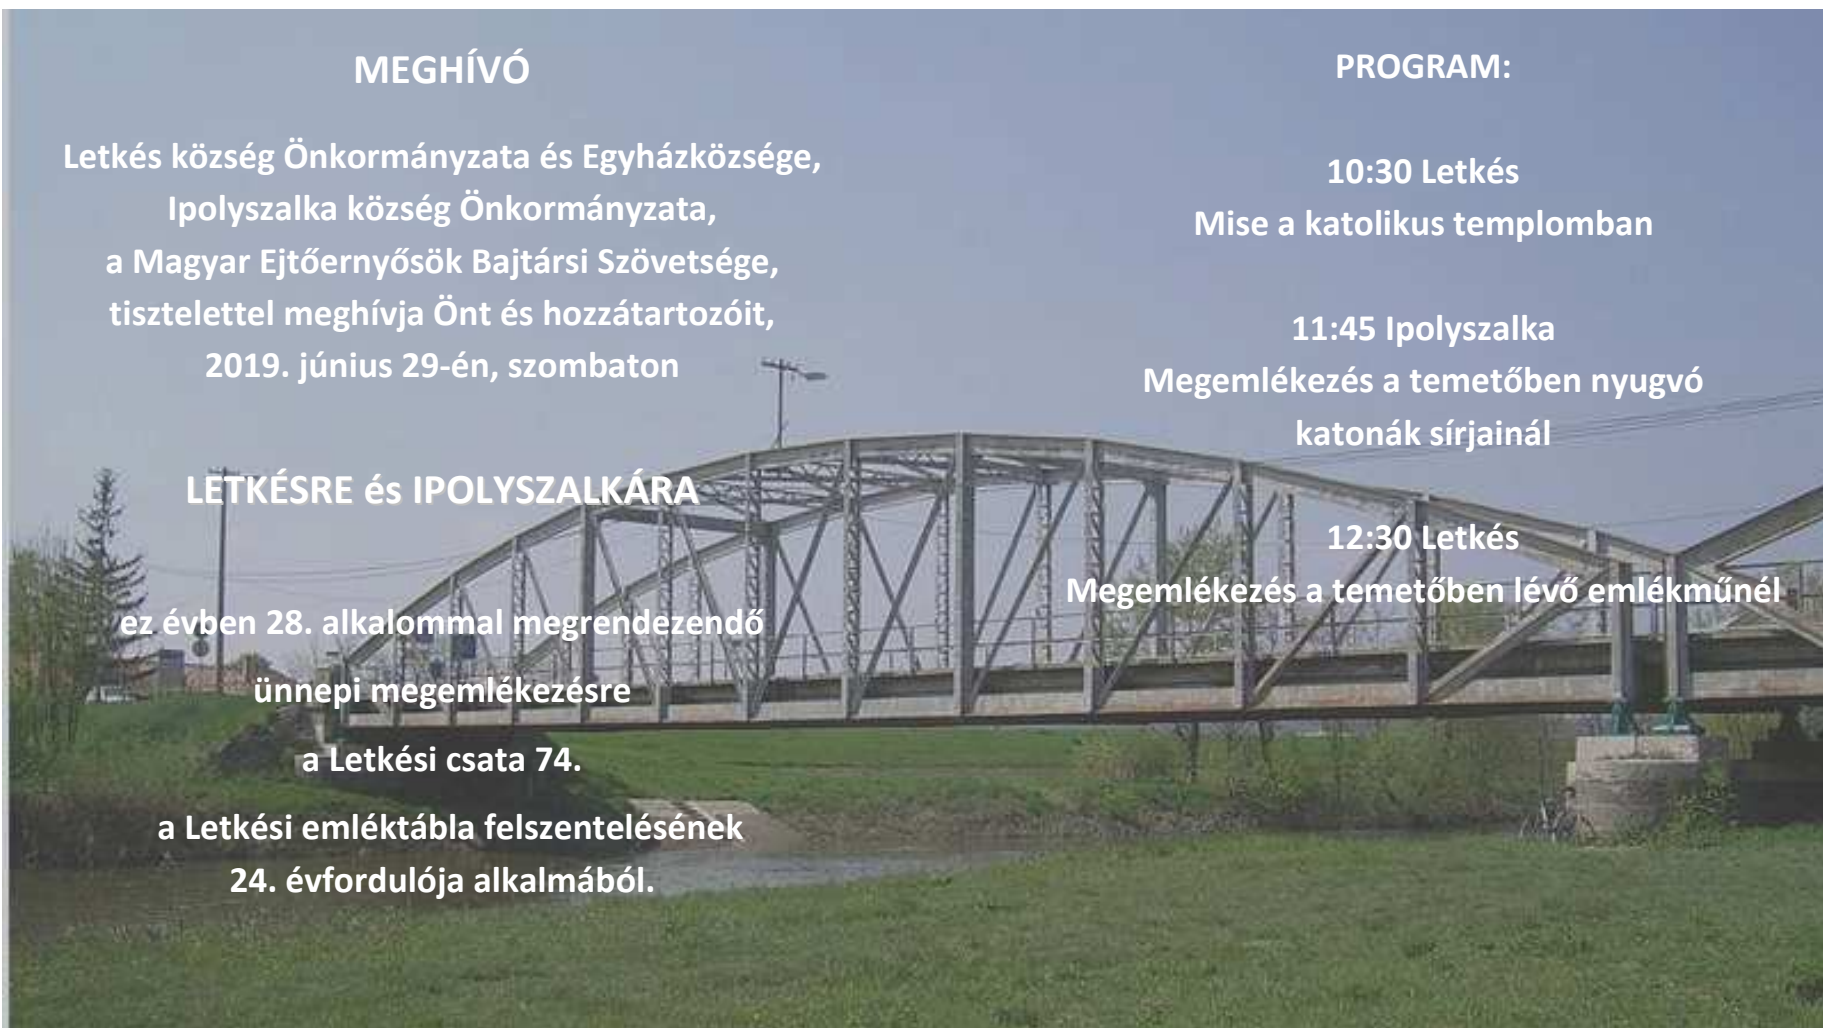 MEGHÍVÓ
Letkés község Önkormányzata és Egyházközsége,
Ipolyszalka község Önkormányzata,
a Magyar Ejtőernyősök Bajtársi Szövetsége,
tisztelettel meghívja Önt és hozzátartozóit,
2019. június 29-én, szombaton
LETKÉSRE és IPOLYSZALKÁRA
ez évben 28. alkalommal megrendezendő
ünnepi megemlékezésre
a Letkési csata 74.
a Letkési emléktábla felszentelésének
24. évfordulója alkalmából.
PROGRAM:
10:30 Letkés
Mise a katolikus templomban
11:45 Ipolyszalka
Megemlékezés a temetőben nyugvó
katonák sírjainál
12:30 Letkés
Megemlékezés a temetőben lévő emlékműnél